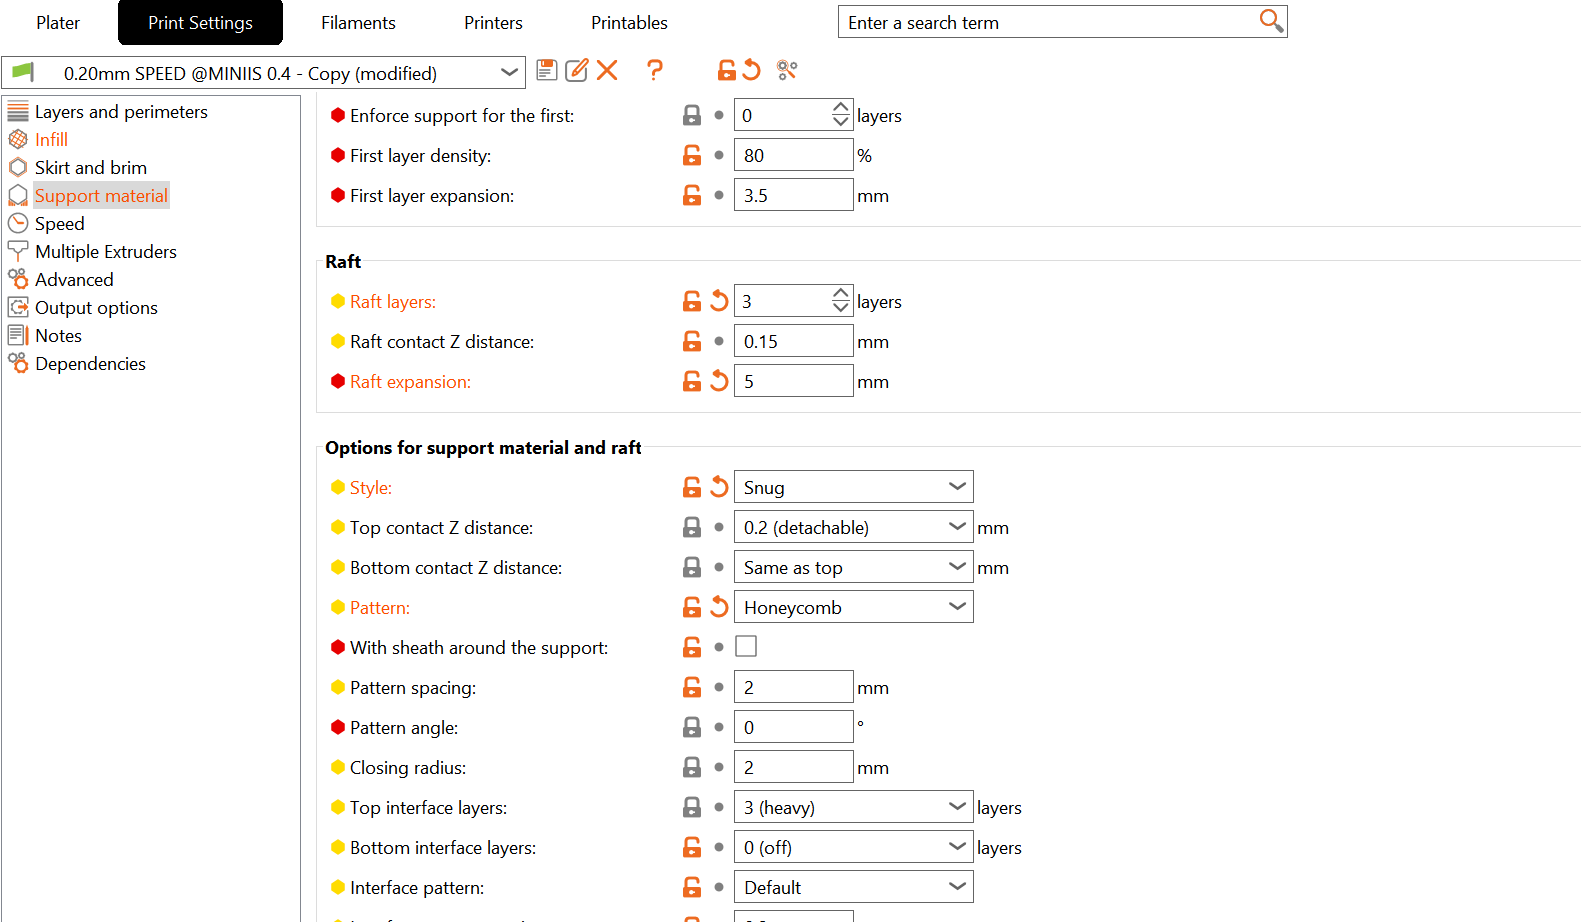 Plater Print Settings Filaments Printers Printables Enter a search term
0.20mm SPEED @MINIIS 0.4 - Copy (modified) ?
Layers and perimeters
Infill
Skirt and brim
Support material
Speed
Multiple Extruders
Advanced
Output options
Notes
Dependencies
Enforce support for the first: 0 layers
First layer density: 80 %
First layer expansion: 3.5 mm
Raft
Raft layers: 3 layers
Raft contact Z distance: 0.15 mm
Raft expansion: 5 mm
Options for support material and raft
Style: Snug
Top contact Z distance: 0.2 (detachable) mm
Bottom contact Z distance: Same as top mm
Pattern: Honeycomb
With sheath around the support:
Pattern spacing: 2 mm
Pattern angle: 0 °
Closing radius: 2 mm
Top interface layers: 3 (heavy) layers
Bottom interface layers: 0 (off) layers
Interface pattern: Default